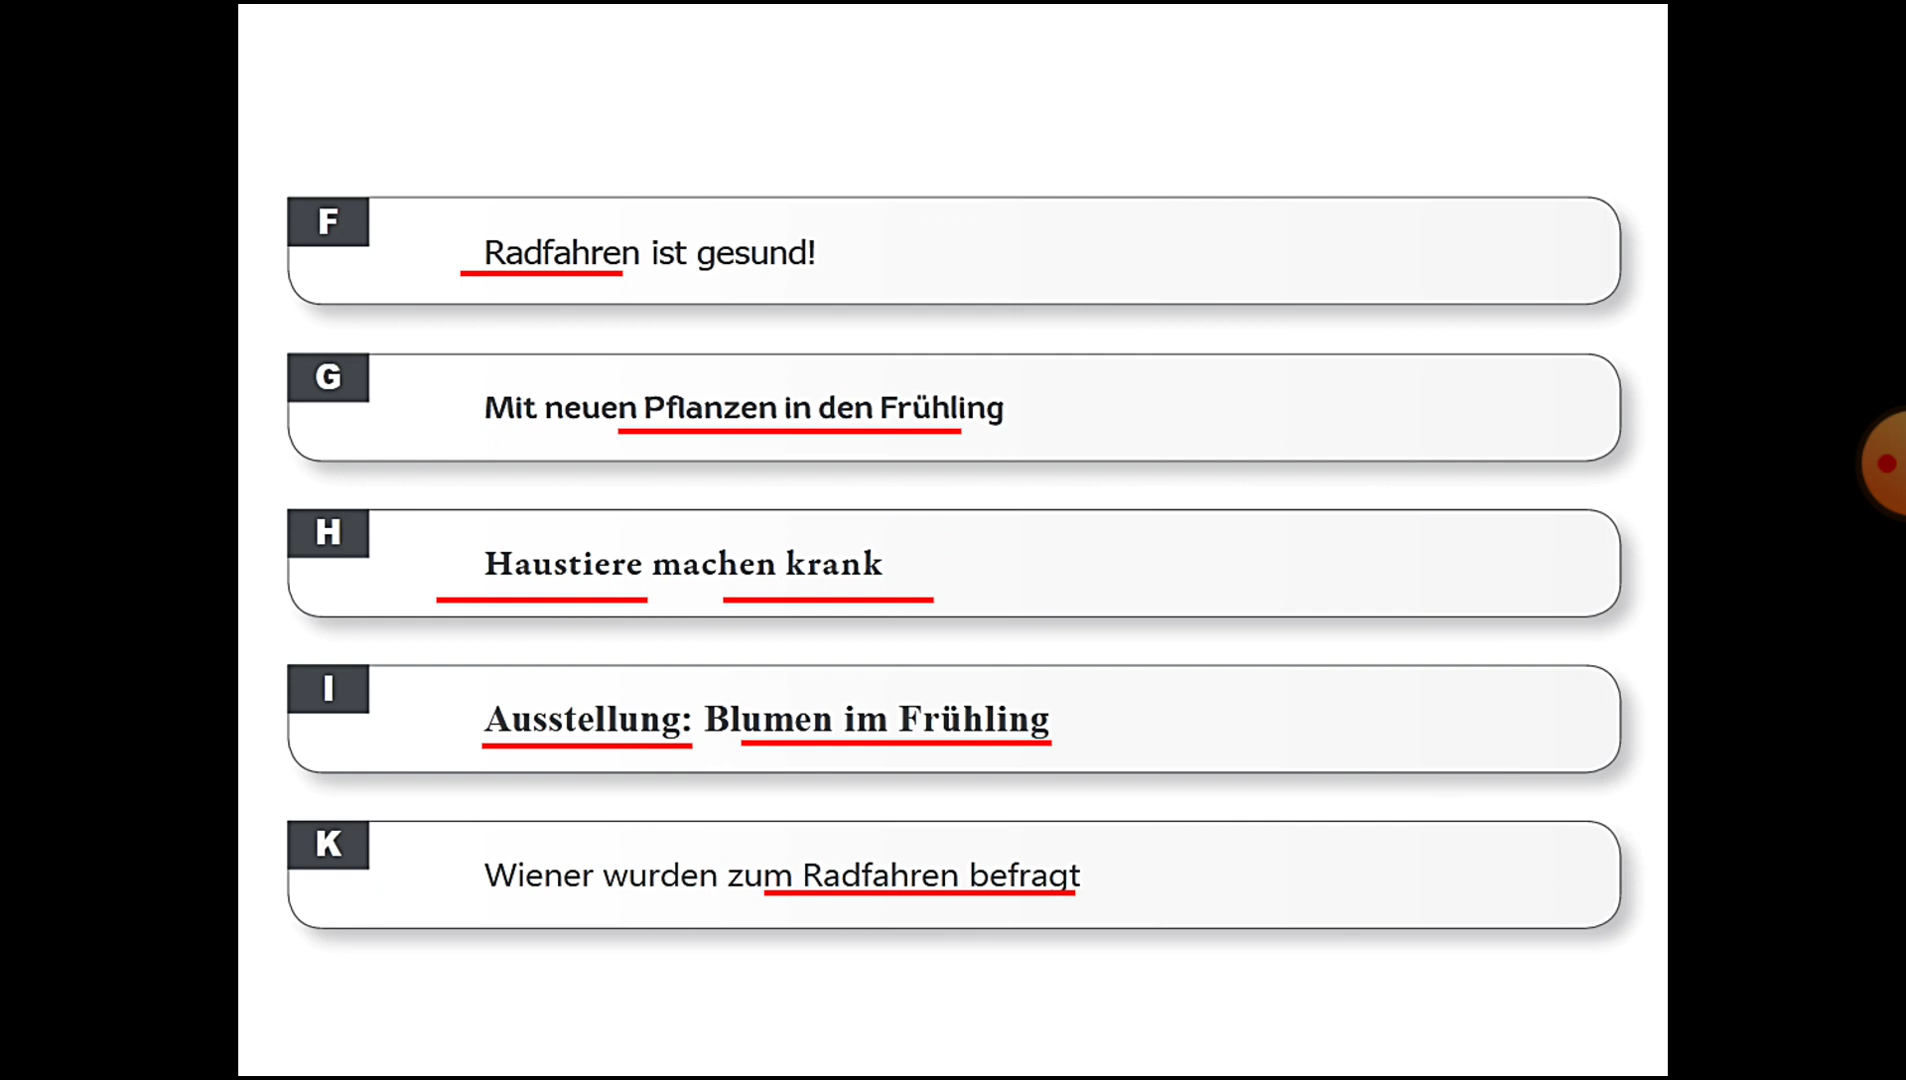 F
Radfahren ist gesund!
G
Mit neuen Pflanzen in den Frühling
H
Haustiere machen krank
I
Ausstellung: Blumen im Frühling
K
Wiener wurden zum Radfahren befragt